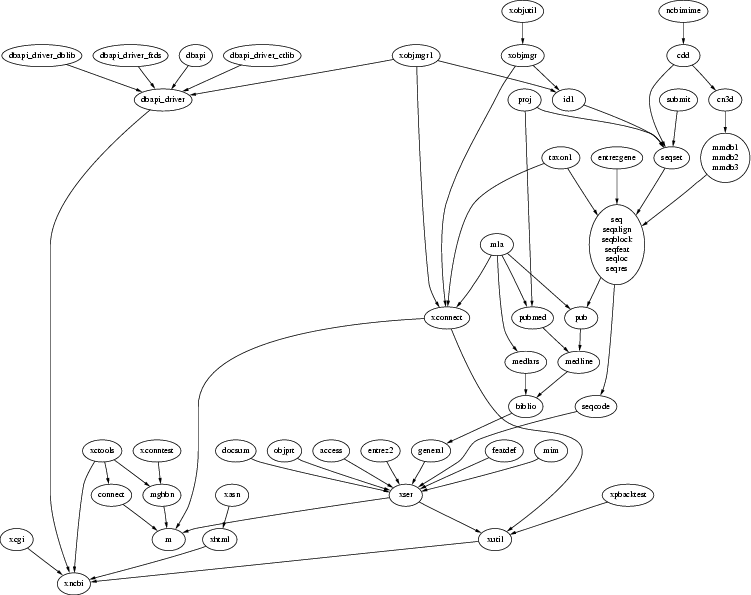 xobjutil
ncbimime
dbapi_driver_dblib
dbapi_driver_ftds
dbapi
dbapi_driver_ctlib
xobjmgr1
xobjmgr
cdd
dbapi_driver
proj
id1
submit
cn3d
mmdb1
mmdb2
mmdb3
taxon1
entrezgene
seqset
seq
seqalign
seqblock
seqfeat
seqloc
seqres
mla
xconnect
pubmed
pub
medlars
medline
biblio
seqcode
xctools
xconntest
docsum
objprt
access
entrez2
general
featdef
mim
connect
mghbn
xasn
xser
xpbacktest
xcgi
m
xhtml
xutil
xncbi